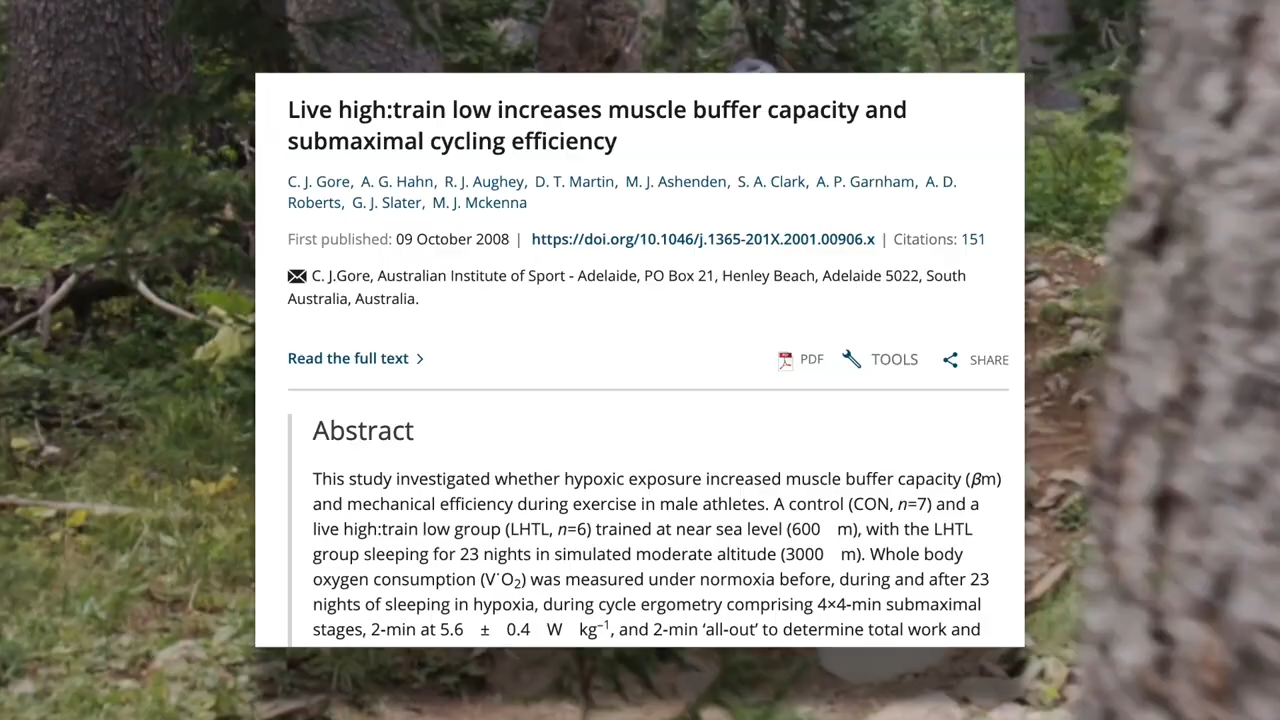 Live high:train low increases muscle buffer capacity and
submaximal cycling efficiency
C. J. Gore, A. G. Hahn, R. J. Aughey, D. T. Martin, M. J. Ashenden, S. A. Clark, A. P. Garnham, A. D.
Roberts, G. J. Slater, M. J. Mckenna
First published: 09 October 2008 | https://doi.org/10.1046/j.1365-201X.2001.00906.x | Citations: 151
C. J.Gore, Australian Institute of Sport - Adelaide, PO Box 21, Henley Beach, Adelaide 5022, South
Australia, Australia.
Read the full text
PDF TOOLS SHARE
Abstract
This study investigated whether hypoxic exposure increased muscle buffer capacity (βm)
and mechanical efficiency during exercise in male athletes. A control (CON, n=7) and a
live high:train low group (LHTL, n=6) trained at near sea level (600 m), with the LHTL
group sleeping for 23 nights in simulated moderate altitude (3000 m). Whole body
oxygen consumption (V˙O₂) was measured under normoxia before, during and after 23
nights of sleeping in hypoxia, during cycle ergometry comprising 4×4-min submaximal
stages, 2-min at 5.6 ± 0.4 W kg⁻¹, and 2-min ‘all-out’ to determine total work and